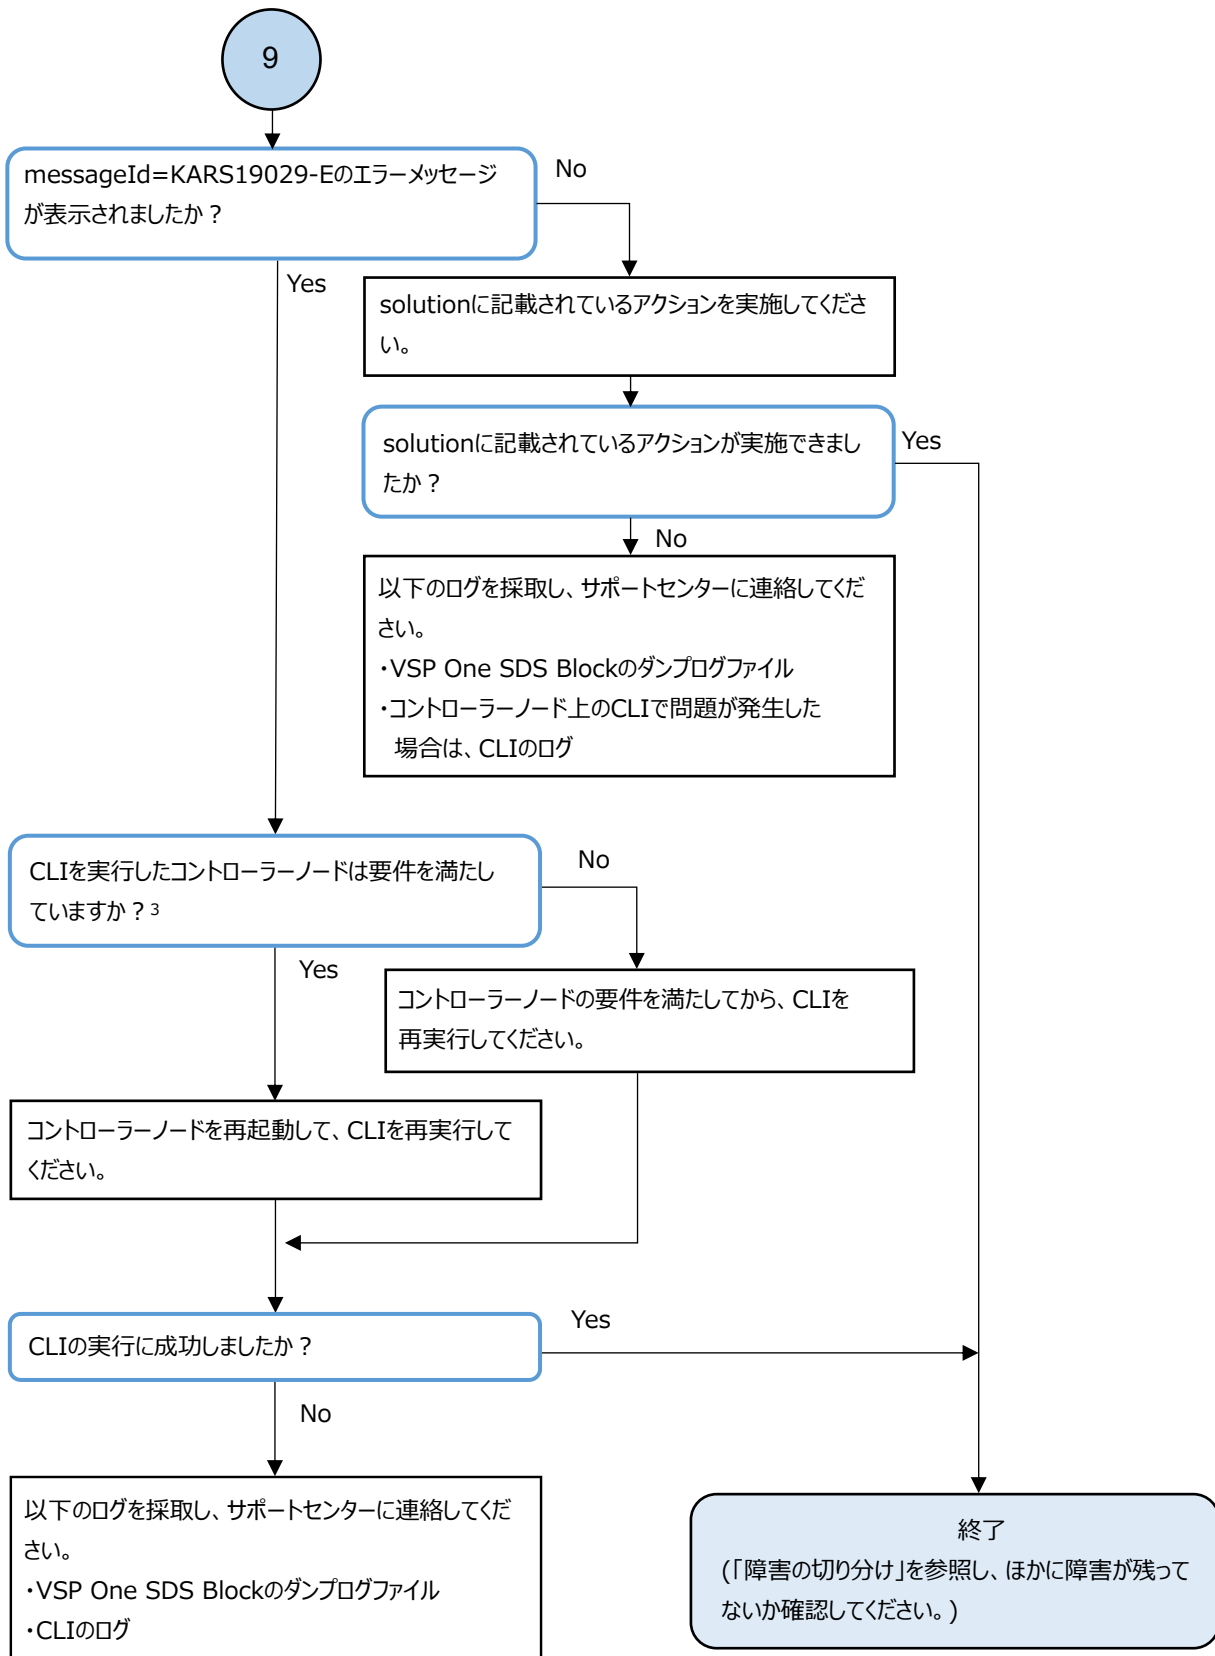 9
messageId=KARS19029-Eのエラーメッセージ
が表示されましたか？
No
Yes
solutionに記載されているアクションを実施してくださ
い。
solutionに記載されているアクションが実施できまし
たか？
Yes
No
以下のログを採取し、サポートセンターに連絡してくだ
さい。
・VSP One SDS Blockのダンプログファイル
・コントローラーノード上のCLIで問題が発生した
場合は、CLIのログ
CLIを実行したコントローラーノードは要件を満たし
ていますか？3
No
Yes
コントローラーノードの要件を満たしてから、CLIを
再実行してください。
コントローラーノードを再起動して、CLIを再実行して
ください。
CLIの実行に成功しましたか？
Yes
No
以下のログを採取し、サポートセンターに連絡してくだ
さい。
・VSP One SDS Blockのダンプログファイル
・CLIのログ
終了
(「障害の切り分け」を参照し、ほかに障害が残って
ないか確認してください。)